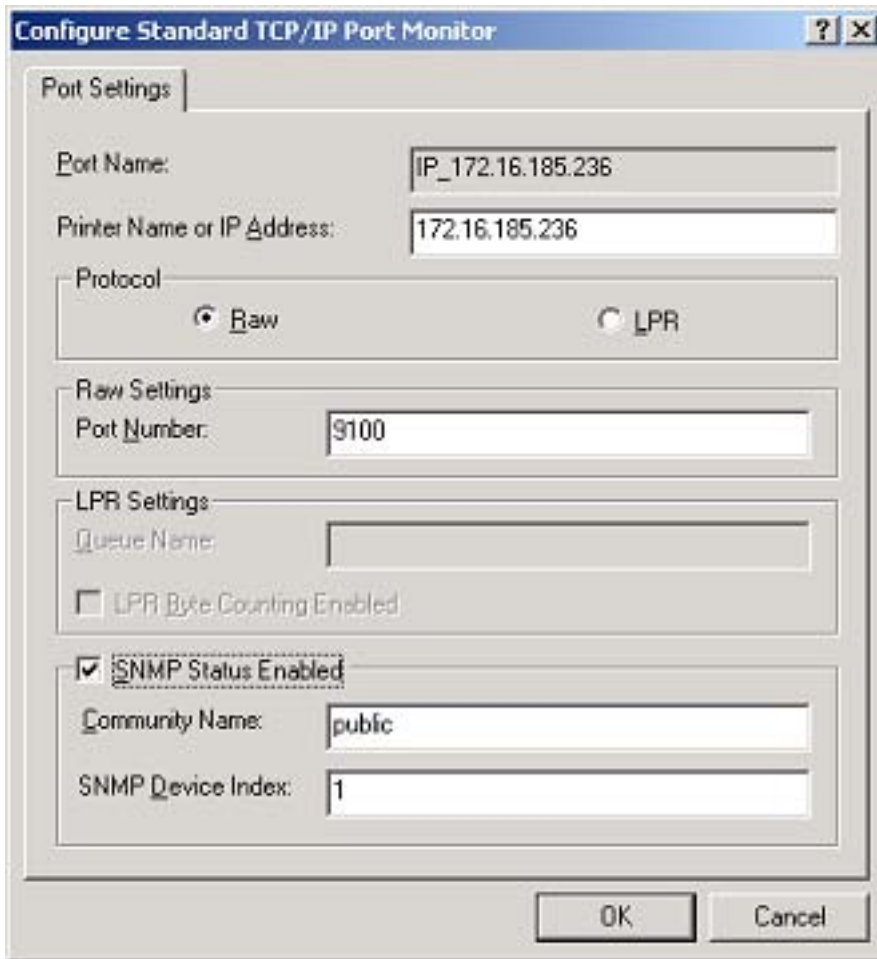 Configure Standard TCP/IP Port Monitor
Port Settings
Port Name: IP_172.16.185.236
Printer Name or IP Address: 172.16.185.236
Protocol
Raw LPR
Raw Settings
Port Number: 9100
LPR Settings
Queue Name:
LPR Byte Counting Enabled
SNMP Status Enabled
Community Name: public
SNMP Device Index: 1
OK Cancel